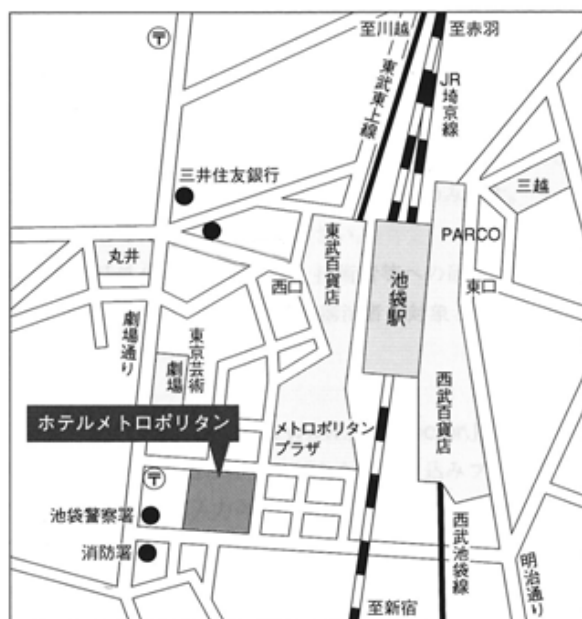 至川越
至赤羽
〒
東武東上線
JR埼京線
三井住友銀行
三越
丸井
西口
東武百貨店
池袋駅
PARCO
東口
劇場通り
東京芸術
劇場
ホテルメトロポリタン
メトロポリタン
プラザ
西武百貨店
〒
池袋警察署
消防署
西武池袋線
明治通り
至新宿